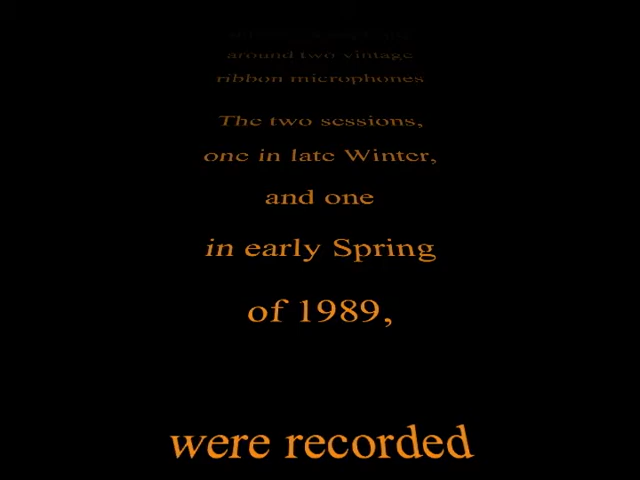 around two vintage
ribbon microphones
The two sessions,
one in late Winter,
and one
in early Spring
of 1989,
were recorded